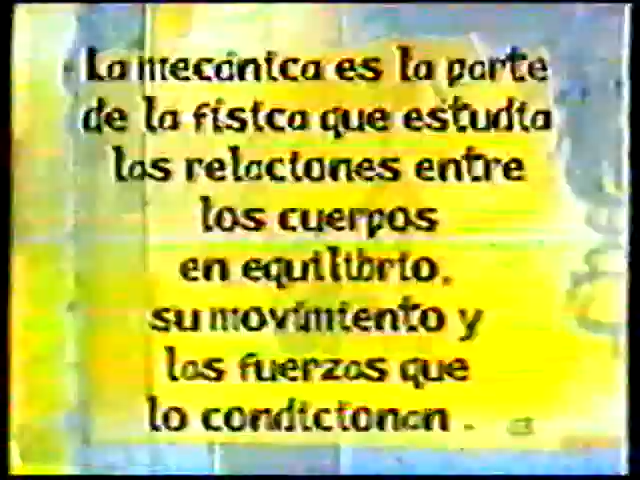 La mecánica es la parte
de la física que estudia
las relaciones entre
los cuerpos
en equilibrio,
su movimiento y
las fuerzas que
lo condicionan.